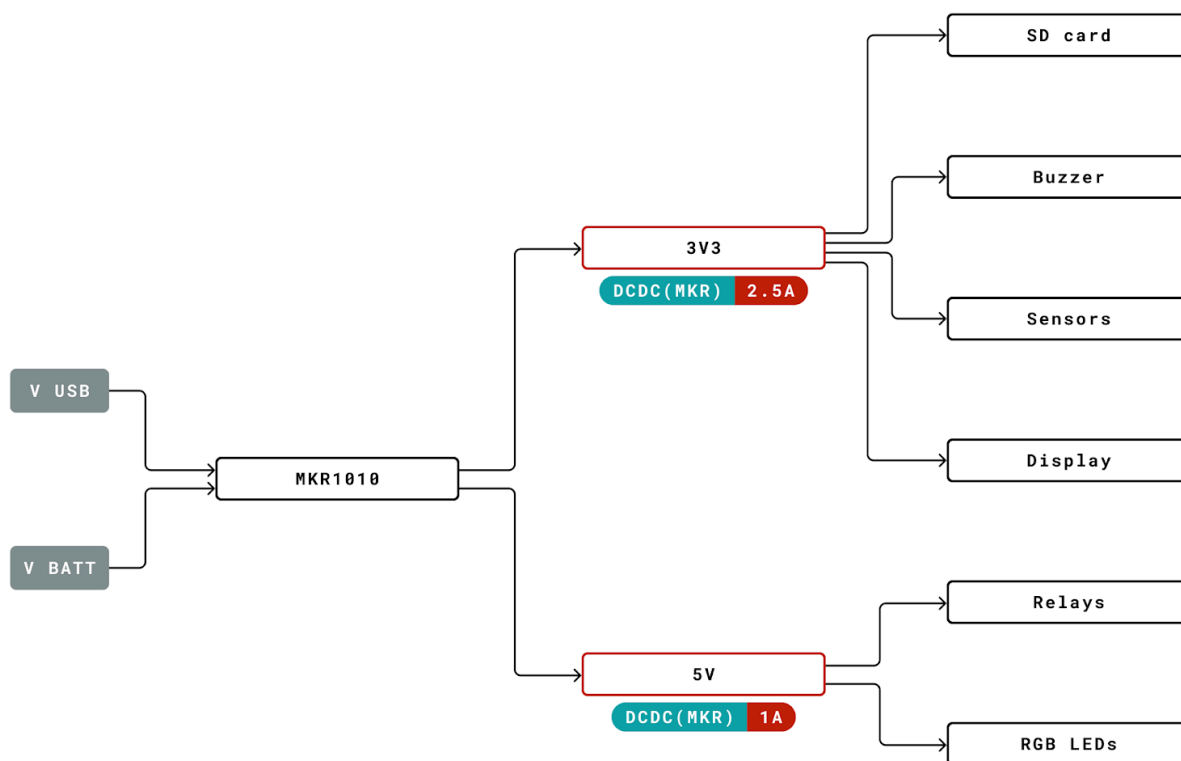 SD card
Buzzer
3V3
DCDC(MKR) 2.5A
Sensors
V USB
Display
MKR1010
V BATT
Relays
5V
DCDC(MKR) 1A
RGB LEDs